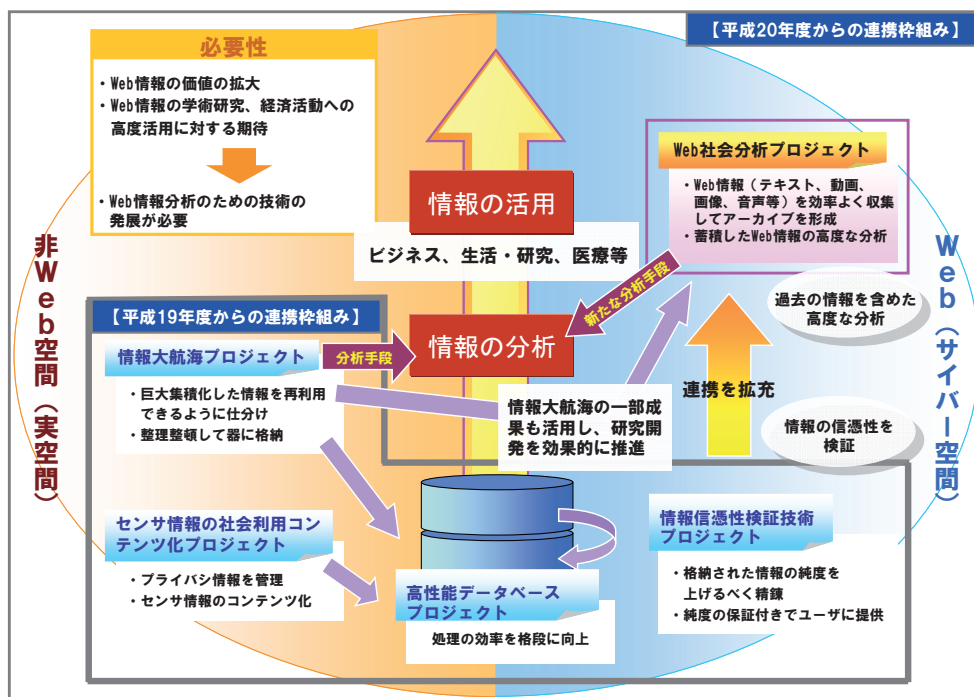 【平成20年度からの連携枠組み】
必要性
・Web情報の価値の拡大
・Web情報の学術研究、経済活動への
高度活用に対する期待
・Web情報分析のための技術の
発展が必要
情報の活用
ビジネス、生活・研究、医療等
Web社会分析プロジェクト
・Web情報（テキスト、動画、
画像、音声等）を効率よく収集
してアーカイブを形成
・蓄積したWeb情報の高度な分析
非Web空間（実空間）
Web（サイバー空間）
新たな分析手段
過去の情報を含めた
高度な分析
【平成19年度からの連携枠組み】
情報大航海プロジェクト
・巨大集積化した情報を再利用
できるように仕分け
・整理整頓して器に格納
分析手段
情報の分析
連携を拡充
情報大航海の一部成
果も活用し、研究開
発を効果的に推進
情報の信憑性を
検証
センサ情報の社会利用コン
テンツ化プロジェクト
・プライバシ情報を管理
・センサ情報のコンテンツ化
高性能データベース
プロジェクト
処理の効率を格段に向上
情報信憑性検証技術
プロジェクト
・格納された情報の純度を
上げるべく精錬
・純度の保証付きでユーザに提供